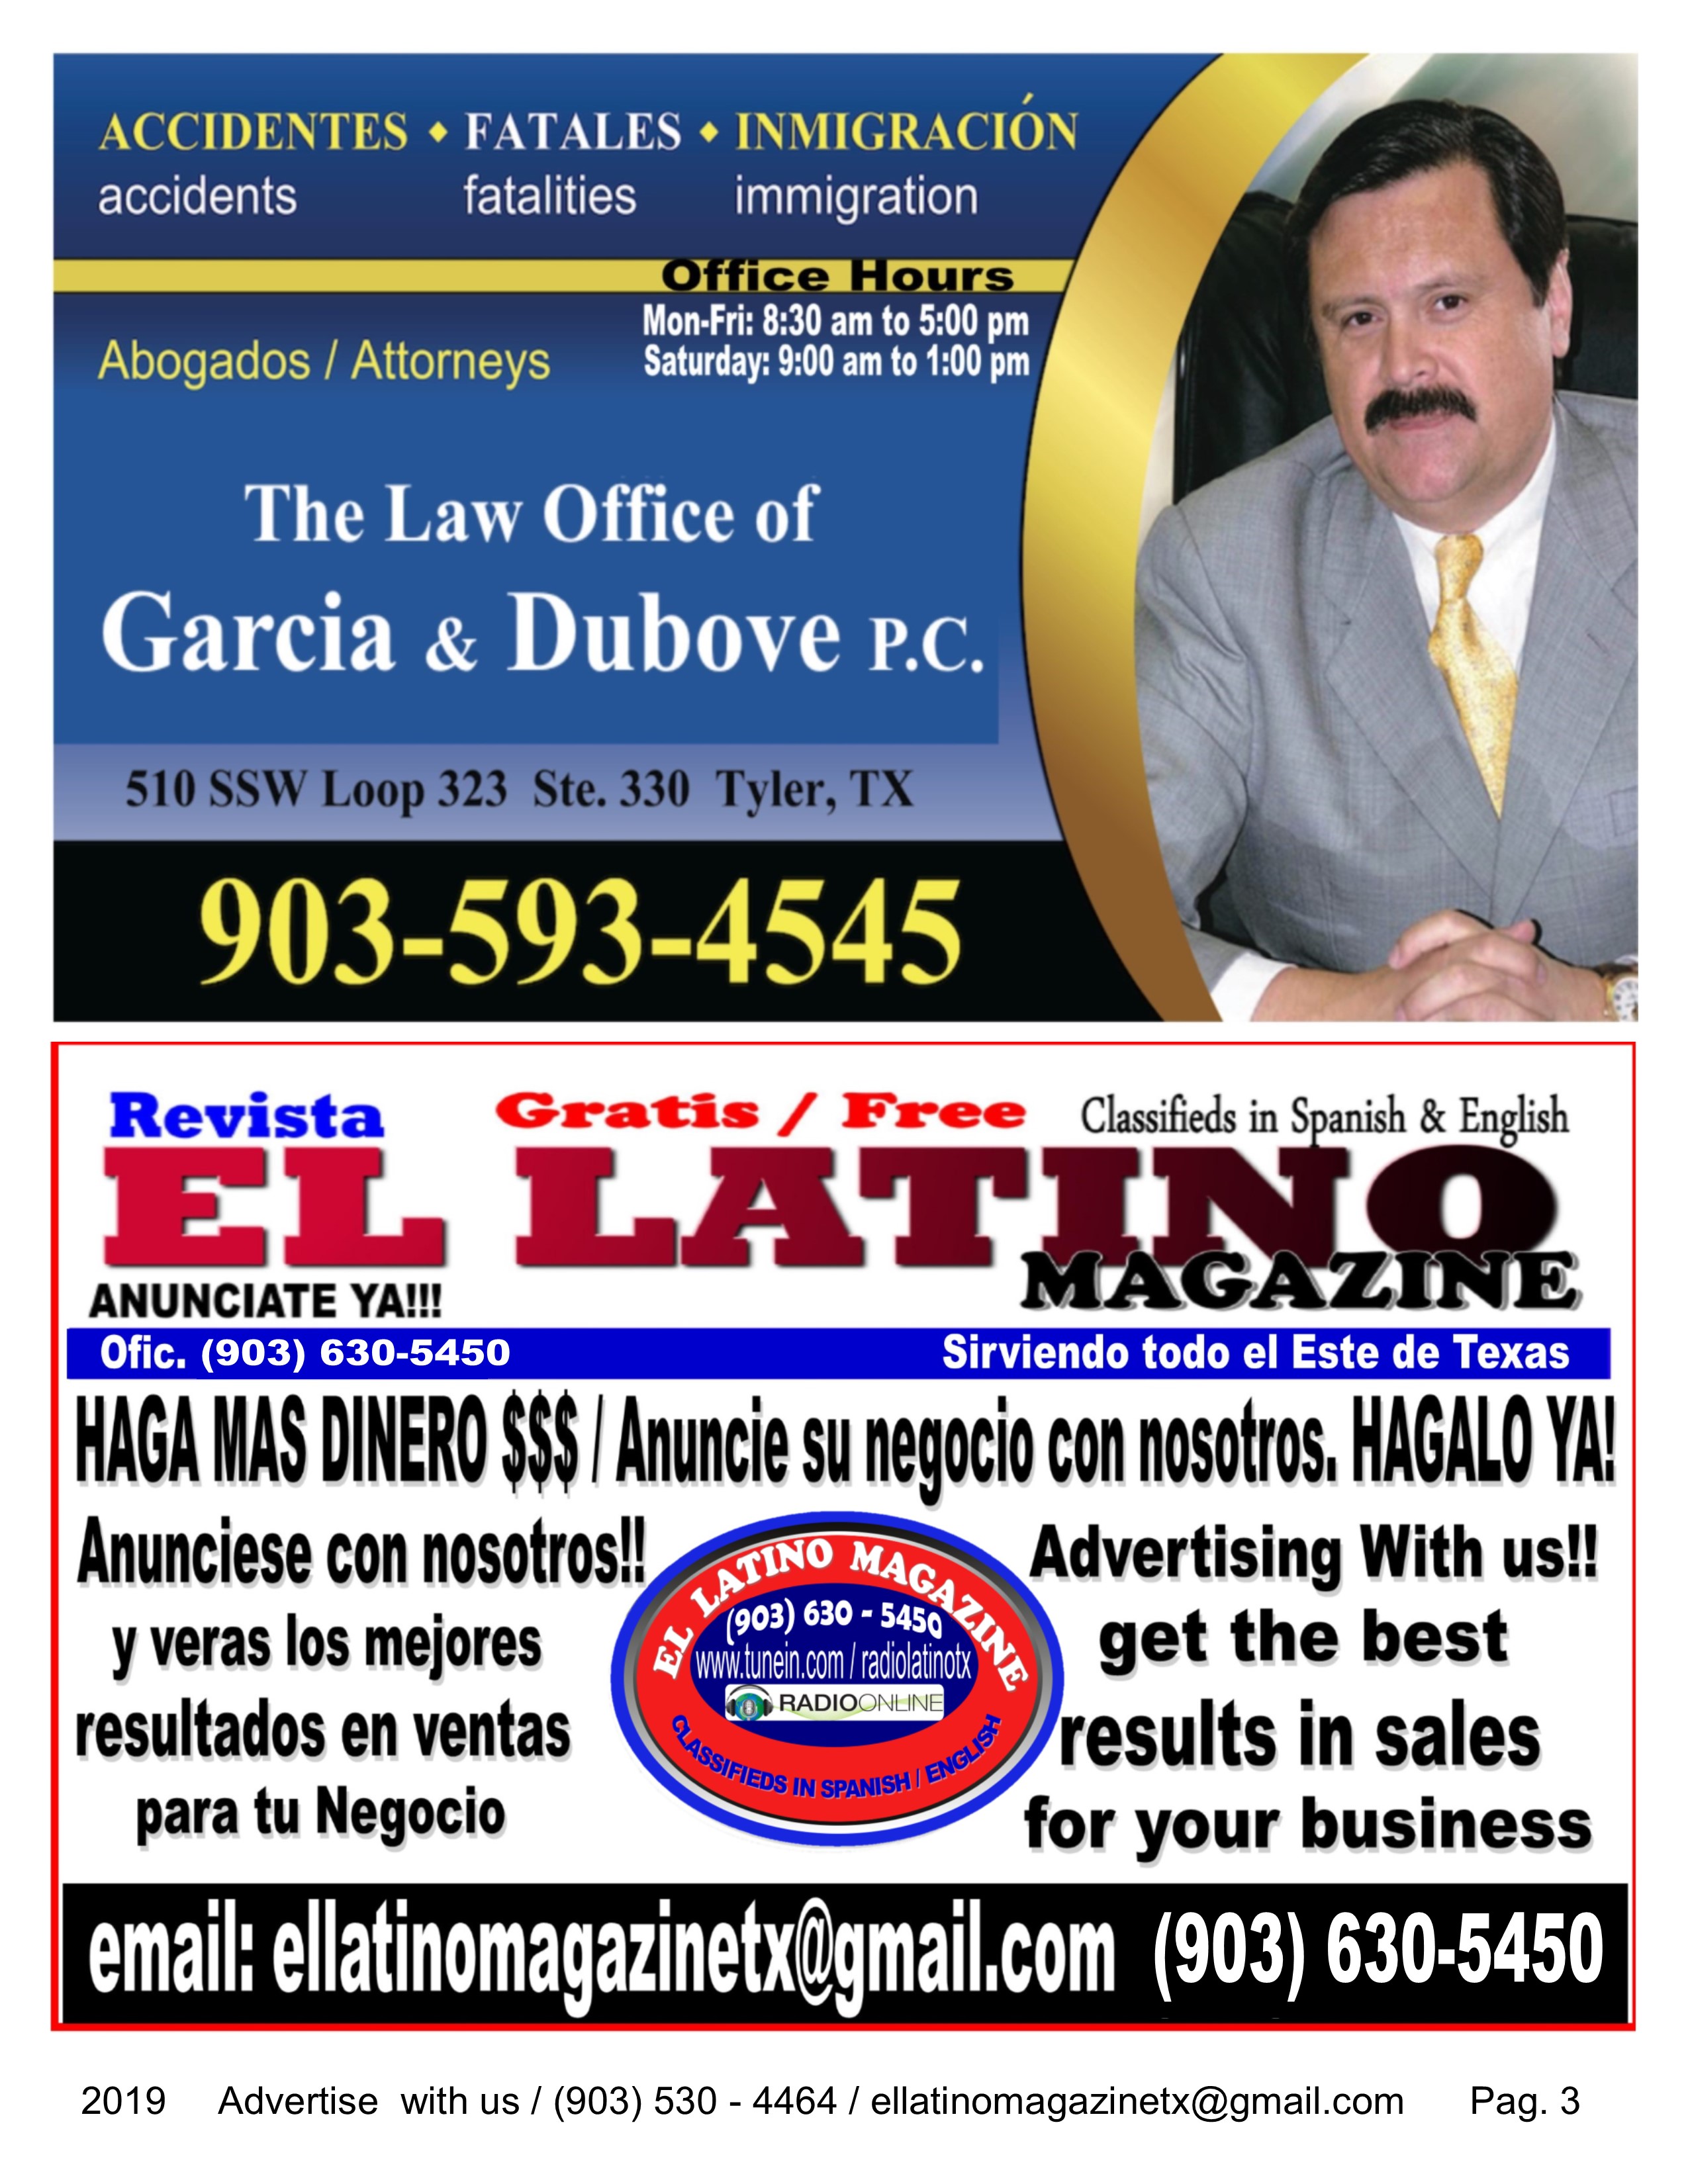 ACCIDENTES ♦ FATALES ♦ INMIGRACIÓN
accidents fatalities immigration
Office Hours
Mon-Fri: 8:30 am to 5:00 pm
Saturday: 9:00 am to 1:00 pm
Abogados / Attorneys
The Law Office of
Garcia & Dubove P.C.
510 SSW Loop 323 Ste. 330 Tyler, TX
903-593-4545
Revista Gratis / Free Classifieds in Spanish & English
EL LATINO
MAGAZINE
ANUNCIATE YA!!!
Ofic. (903) 630-5450 Sirviendo todo el Este de Texas
HAGA MAS DINERO $$$ / Anuncie su negocio con nosotros. HAGALO YA!
Anunciese con nosotros!!
y veras los mejores
resultados en ventas
para tu Negocio
EL LATINO MAGAZINE
(903) 630 - 5450
www.tunein.com / radiolatinotx
RADIOONLINE
CLASSIFIEDS IN SPANISH / ENGLISH
Advertising With us!!
get the best
results in sales
for your business
email: ellatinomagazinetx@gmail.com (903) 630-5450
2019 Advertise with us / (903) 530 - 4464 / ellatinomagazinetx@gmail.com Pag. 3